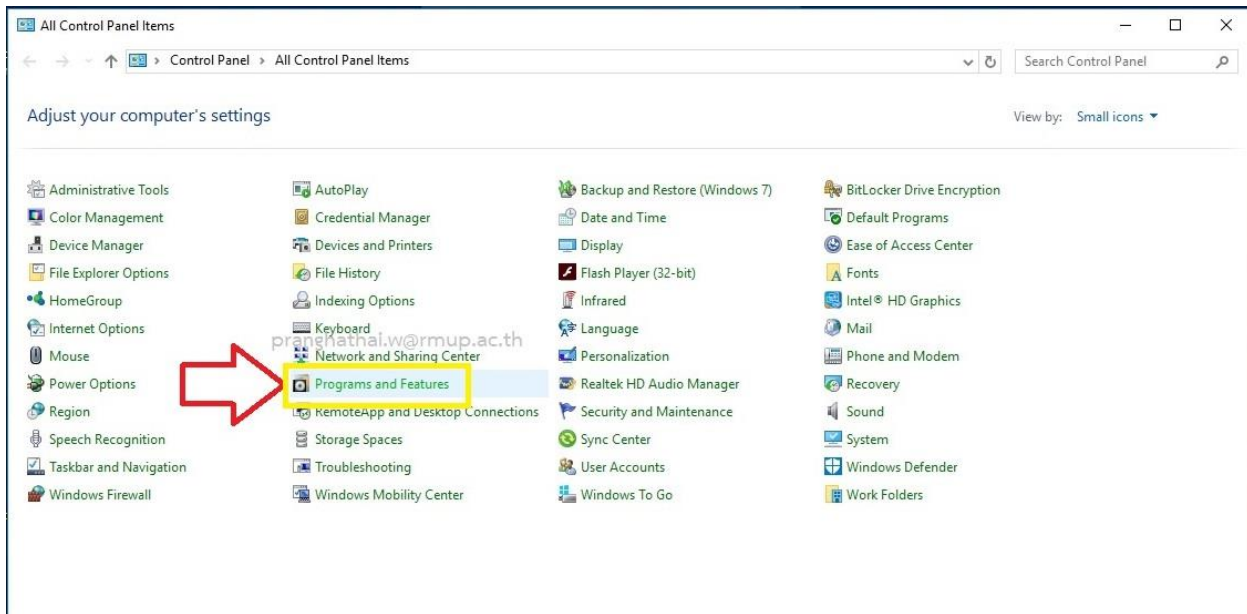 All Control Panel Items
Control Panel > All Control Panel Items
Search Control Panel
Adjust your computer's settings
View by: Small icons
Administrative Tools
AutoPlay
Backup and Restore (Windows 7)
BitLocker Drive Encryption
Color Management
Credential Manager
Date and Time
Default Programs
Device Manager
Devices and Printers
Display
Ease of Access Center
File Explorer Options
File History
Flash Player (32-bit)
Fonts
HomeGroup
Indexing Options
Infrared
Intel® HD Graphics
Internet Options
Keyboard
Language
Mail
pranghathai.w@rmup.ac.th
Mouse
Network and Sharing Center
Personalization
Phone and Modem
Power Options
Programs and Features
Realtek HD Audio Manager
Recovery
Region
RemoteApp and Desktop Connections
Security and Maintenance
Sound
Speech Recognition
Storage Spaces
Sync Center
System
Taskbar and Navigation
Troubleshooting
User Accounts
Windows Defender
Windows Firewall
Windows Mobility Center
Windows To Go
Work Folders